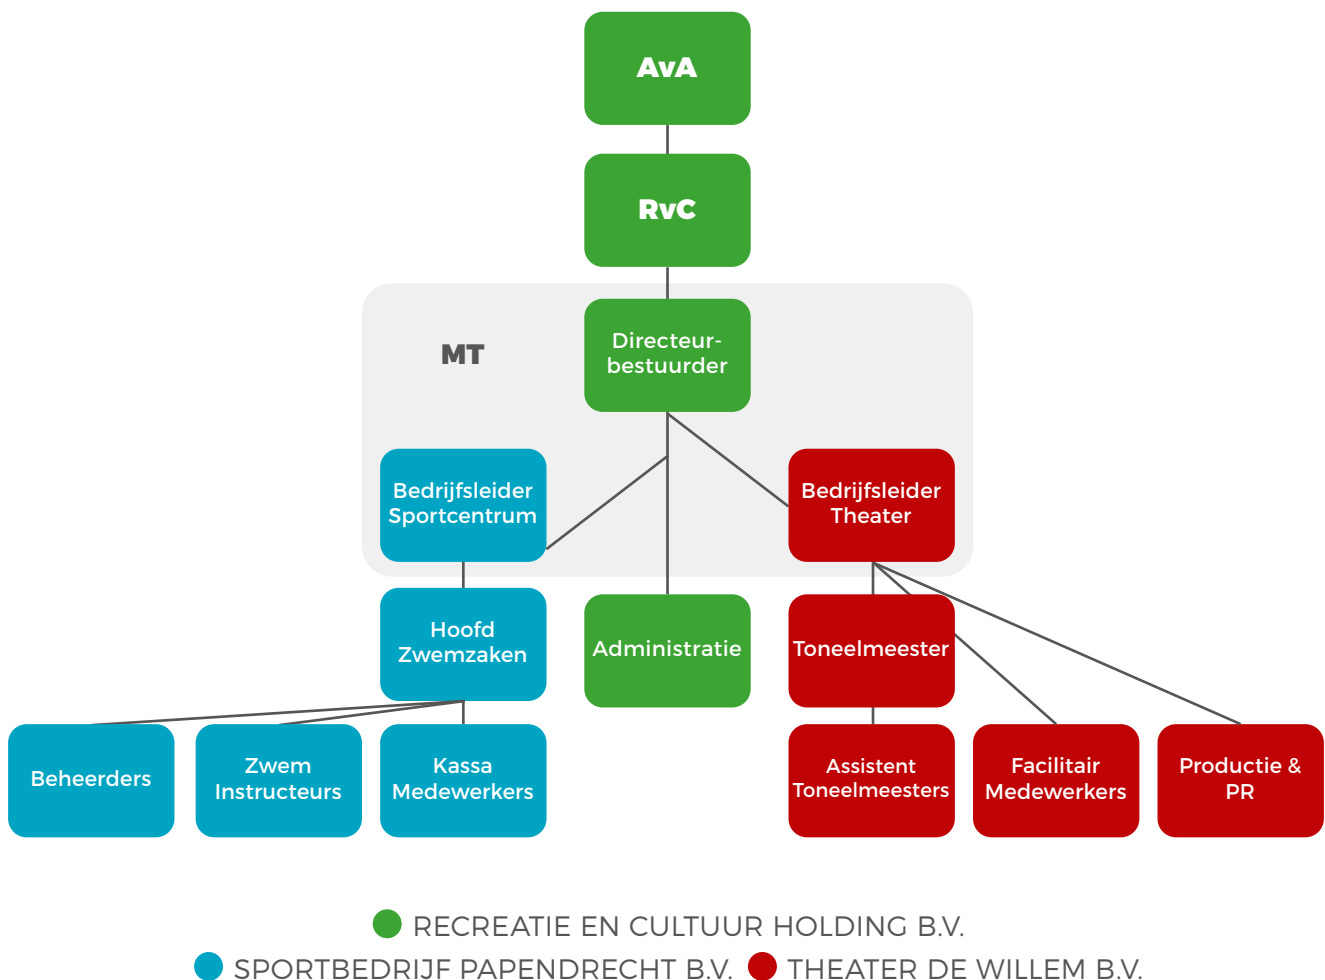 AvA
RvC
MT
Directeur-
bestuurder
Bedrijfsleider
Sportcentrum
Bedrijfsleider
Theater
Hoofd
Zwemzaken
Administratie
Toneelmeester
Beheerders
Zwem
Instructeurs
Kassa
Medewerkers
Assistent
Toneelmeesters
Facilitair
Medewerkers
Productie &
PR
RECREATIE EN CULTUUR HOLDING B.V.
SPORTBEDRIJF PAPENDRECHT B.V. THEATER DE WILLEM B.V.